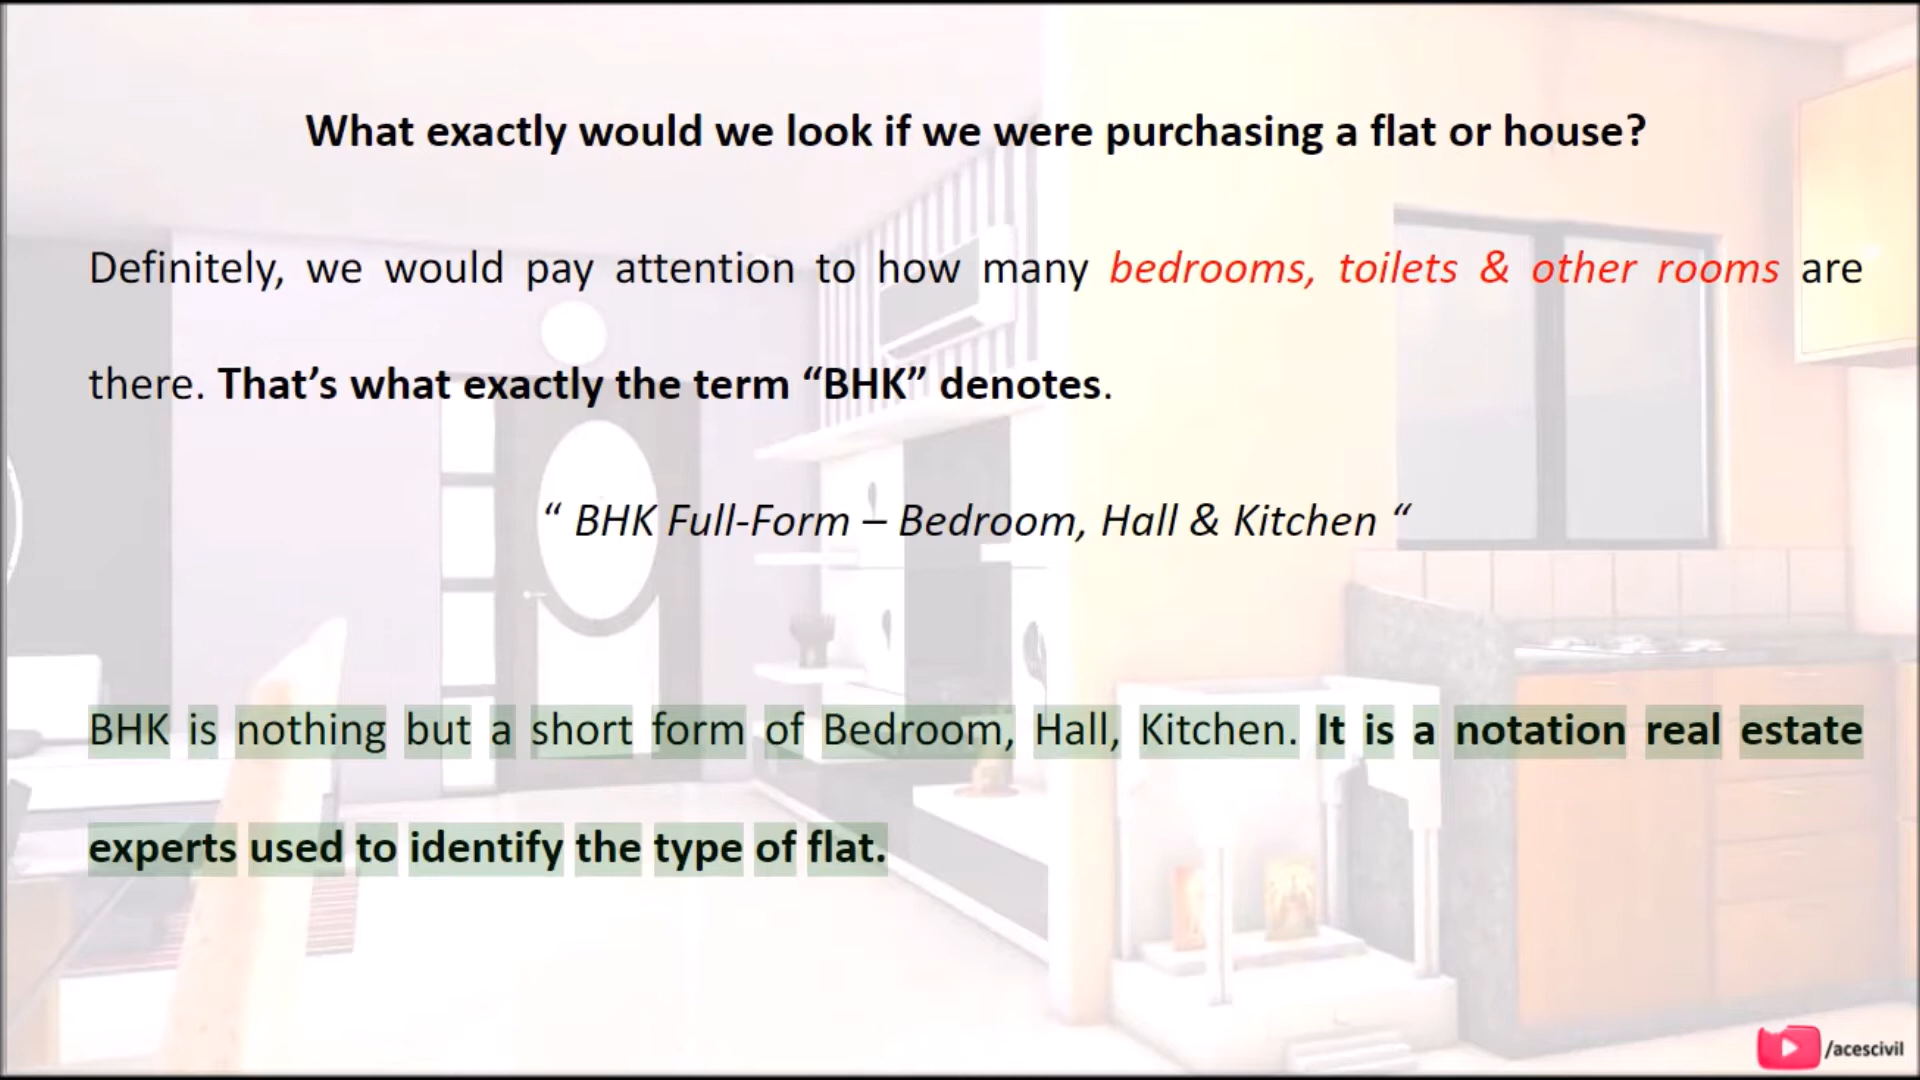 What exactly would we look if we were purchasing a flat or house?
Definitely, we would pay attention to how many bedrooms, toilets & other rooms are
there. That’s what exactly the term “BHK” denotes.
“ BHK Full-Form – Bedroom, Hall & Kitchen “
BHK is nothing but a short form of Bedroom, Hall, Kitchen. It is a notation real estate
experts used to identify the type of flat.
/acescivil